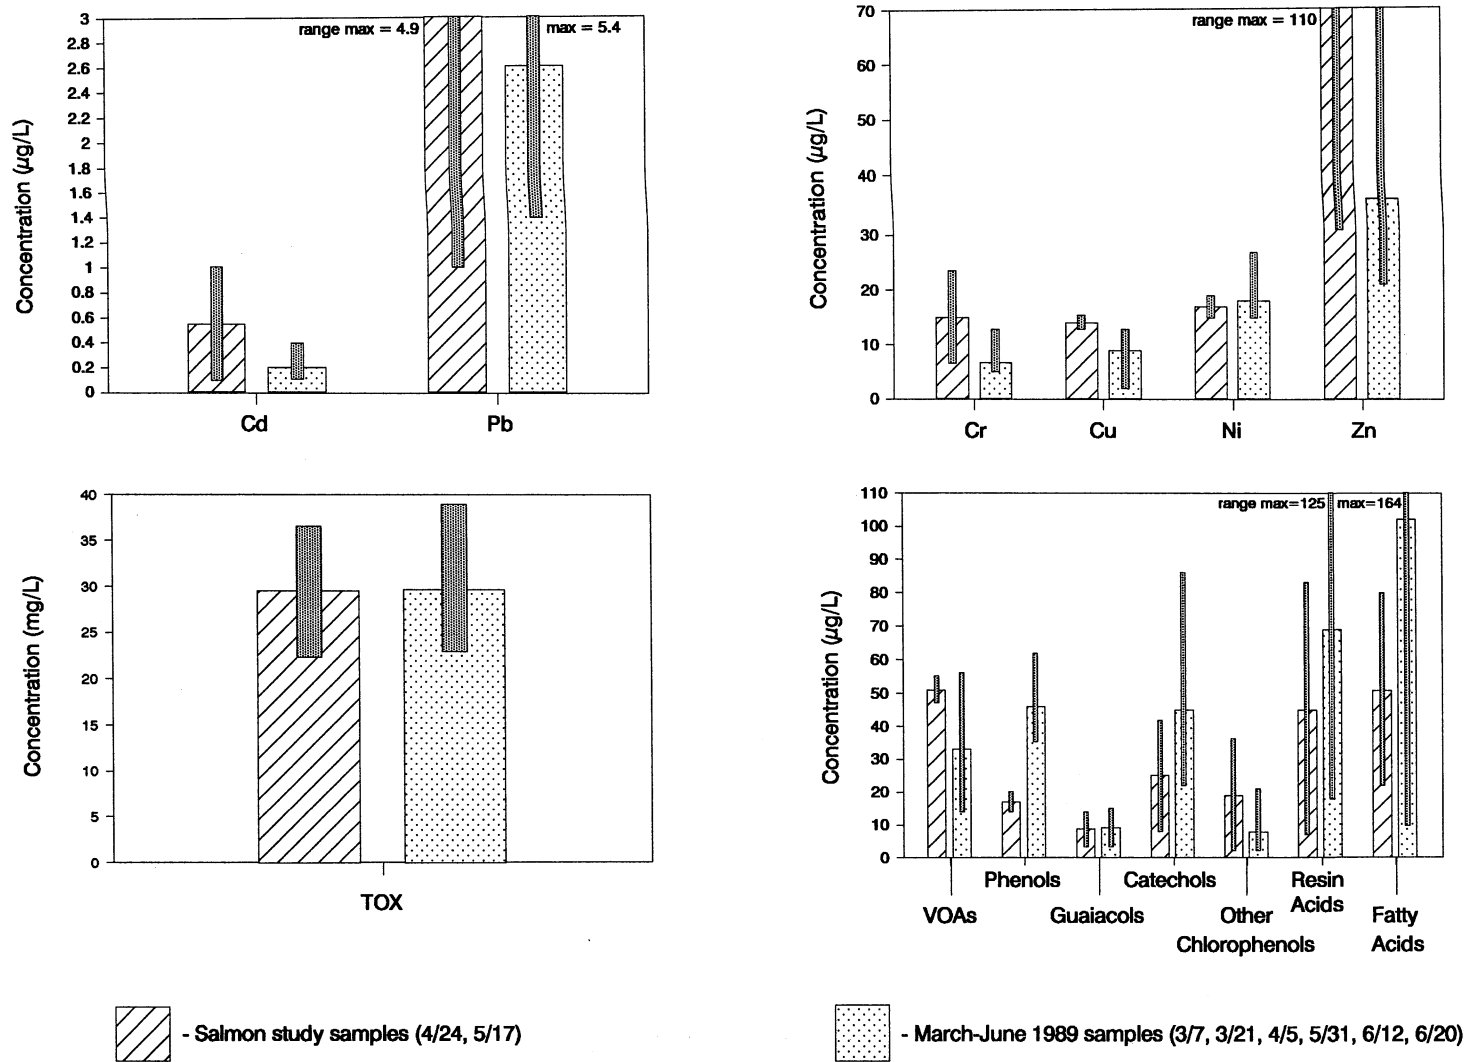 Concentration (µg/L)
3
2.8
2.6
2.4
2.2
2
1.8
1.6
1.4
1.2
1
0.8
0.6
0.4
0.2
0
range max = 4.9
max = 5.4
Cd
Pb
Concentration (µg/L)
70
60
50
40
30
20
10
0
range max = 110
Cr
Cu
Ni
Zn
Concentration (mg/L)
40
35
30
25
20
15
10
5
0
TOX
Concentration (µg/L)
110
100
90
80
70
60
50
40
30
20
10
0
range max=125
max=164
VOAs
Phenols
Guaiacols
Catechols
Other
Chlorophenols
Resin
Acids
Fatty
Acids
- Salmon study samples (4/24, 5/17)
- March-June 1989 samples (3/7, 3/21, 4/5, 5/31, 6/12, 6/20)